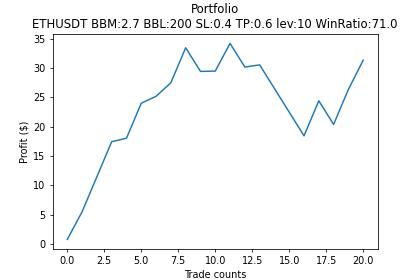 Portfolio
ETHUSDT BBM:2.7 BBL:200 SL:0.4 TP:0.6 lev:10 WinRatio:71.0
35
30
25
20
15
10
5
0
Profit ($)
0.0 2.5 5.0 7.5 10.0 12.5 15.0 17.5 20.0
Trade counts